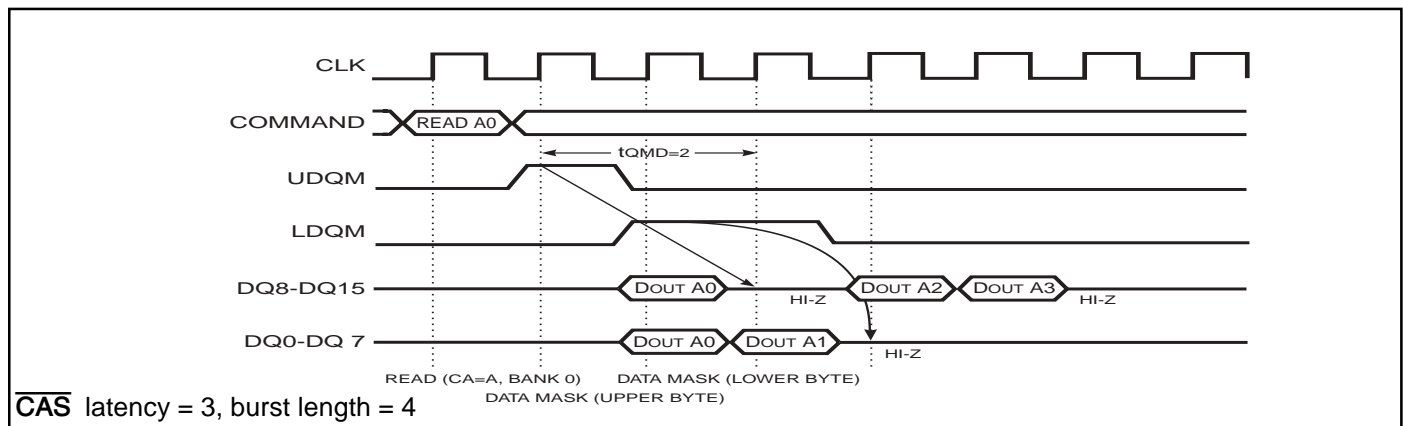 CLK
COMMAND READ A0
tQMD=2
UDQM
LDQM
DQ8-DQ15 DOUT A0 HI-Z DOUT A2 DOUT A3 HI-Z
DQ0-DQ 7 DOUT A0 DOUT A1 HI-Z
READ (CA=A, BANK 0) DATA MASK (LOWER BYTE)
DATA MASK (UPPER BYTE)
CAS latency = 3, burst length = 4